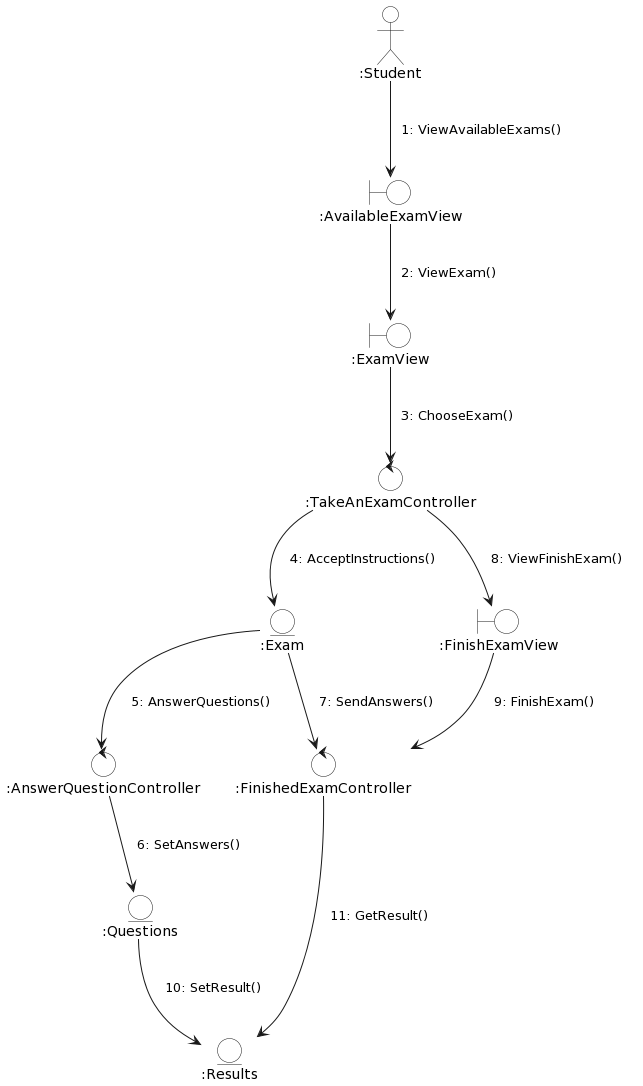 :Student
1: ViewAvailableExams()
:AvailableExamView
2: ViewExam()
:ExamView
3: ChooseExam()
:TakeAnExamController
4: AcceptInstructions()
8: ViewFinishExam()
:Exam
:FinishExamView
5: AnswerQuestions()
7: SendAnswers()
9: FinishExam()
:AnswerQuestionController
:FinishedExamController
6: SetAnswers()
11: GetResult()
:Questions
10: SetResult()
:Results